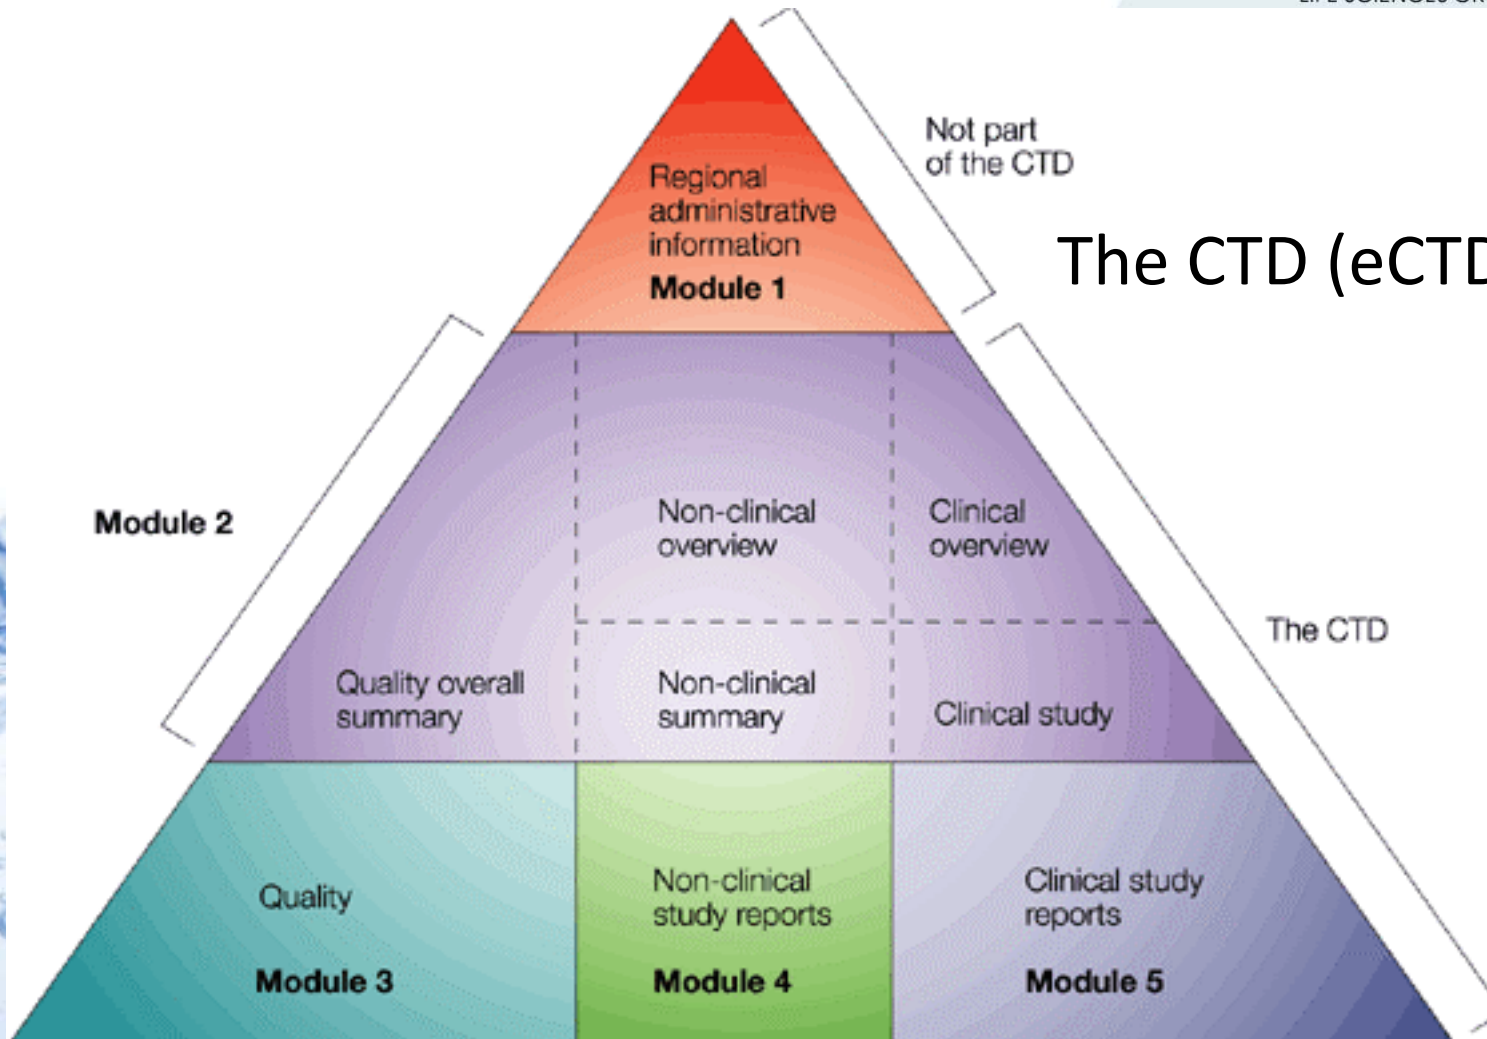 Not part
of the CTD
Regional
administrative
information
Module 1
The CTD (eCTD
Module 2
Non-clinical
overview
Clinical
overview
The CTD
Quality overall
summary
Non-clinical
summary
Clinical study
Quality
Module 3
Non-clinical
study reports
Module 4
Clinical study
reports
Module 5